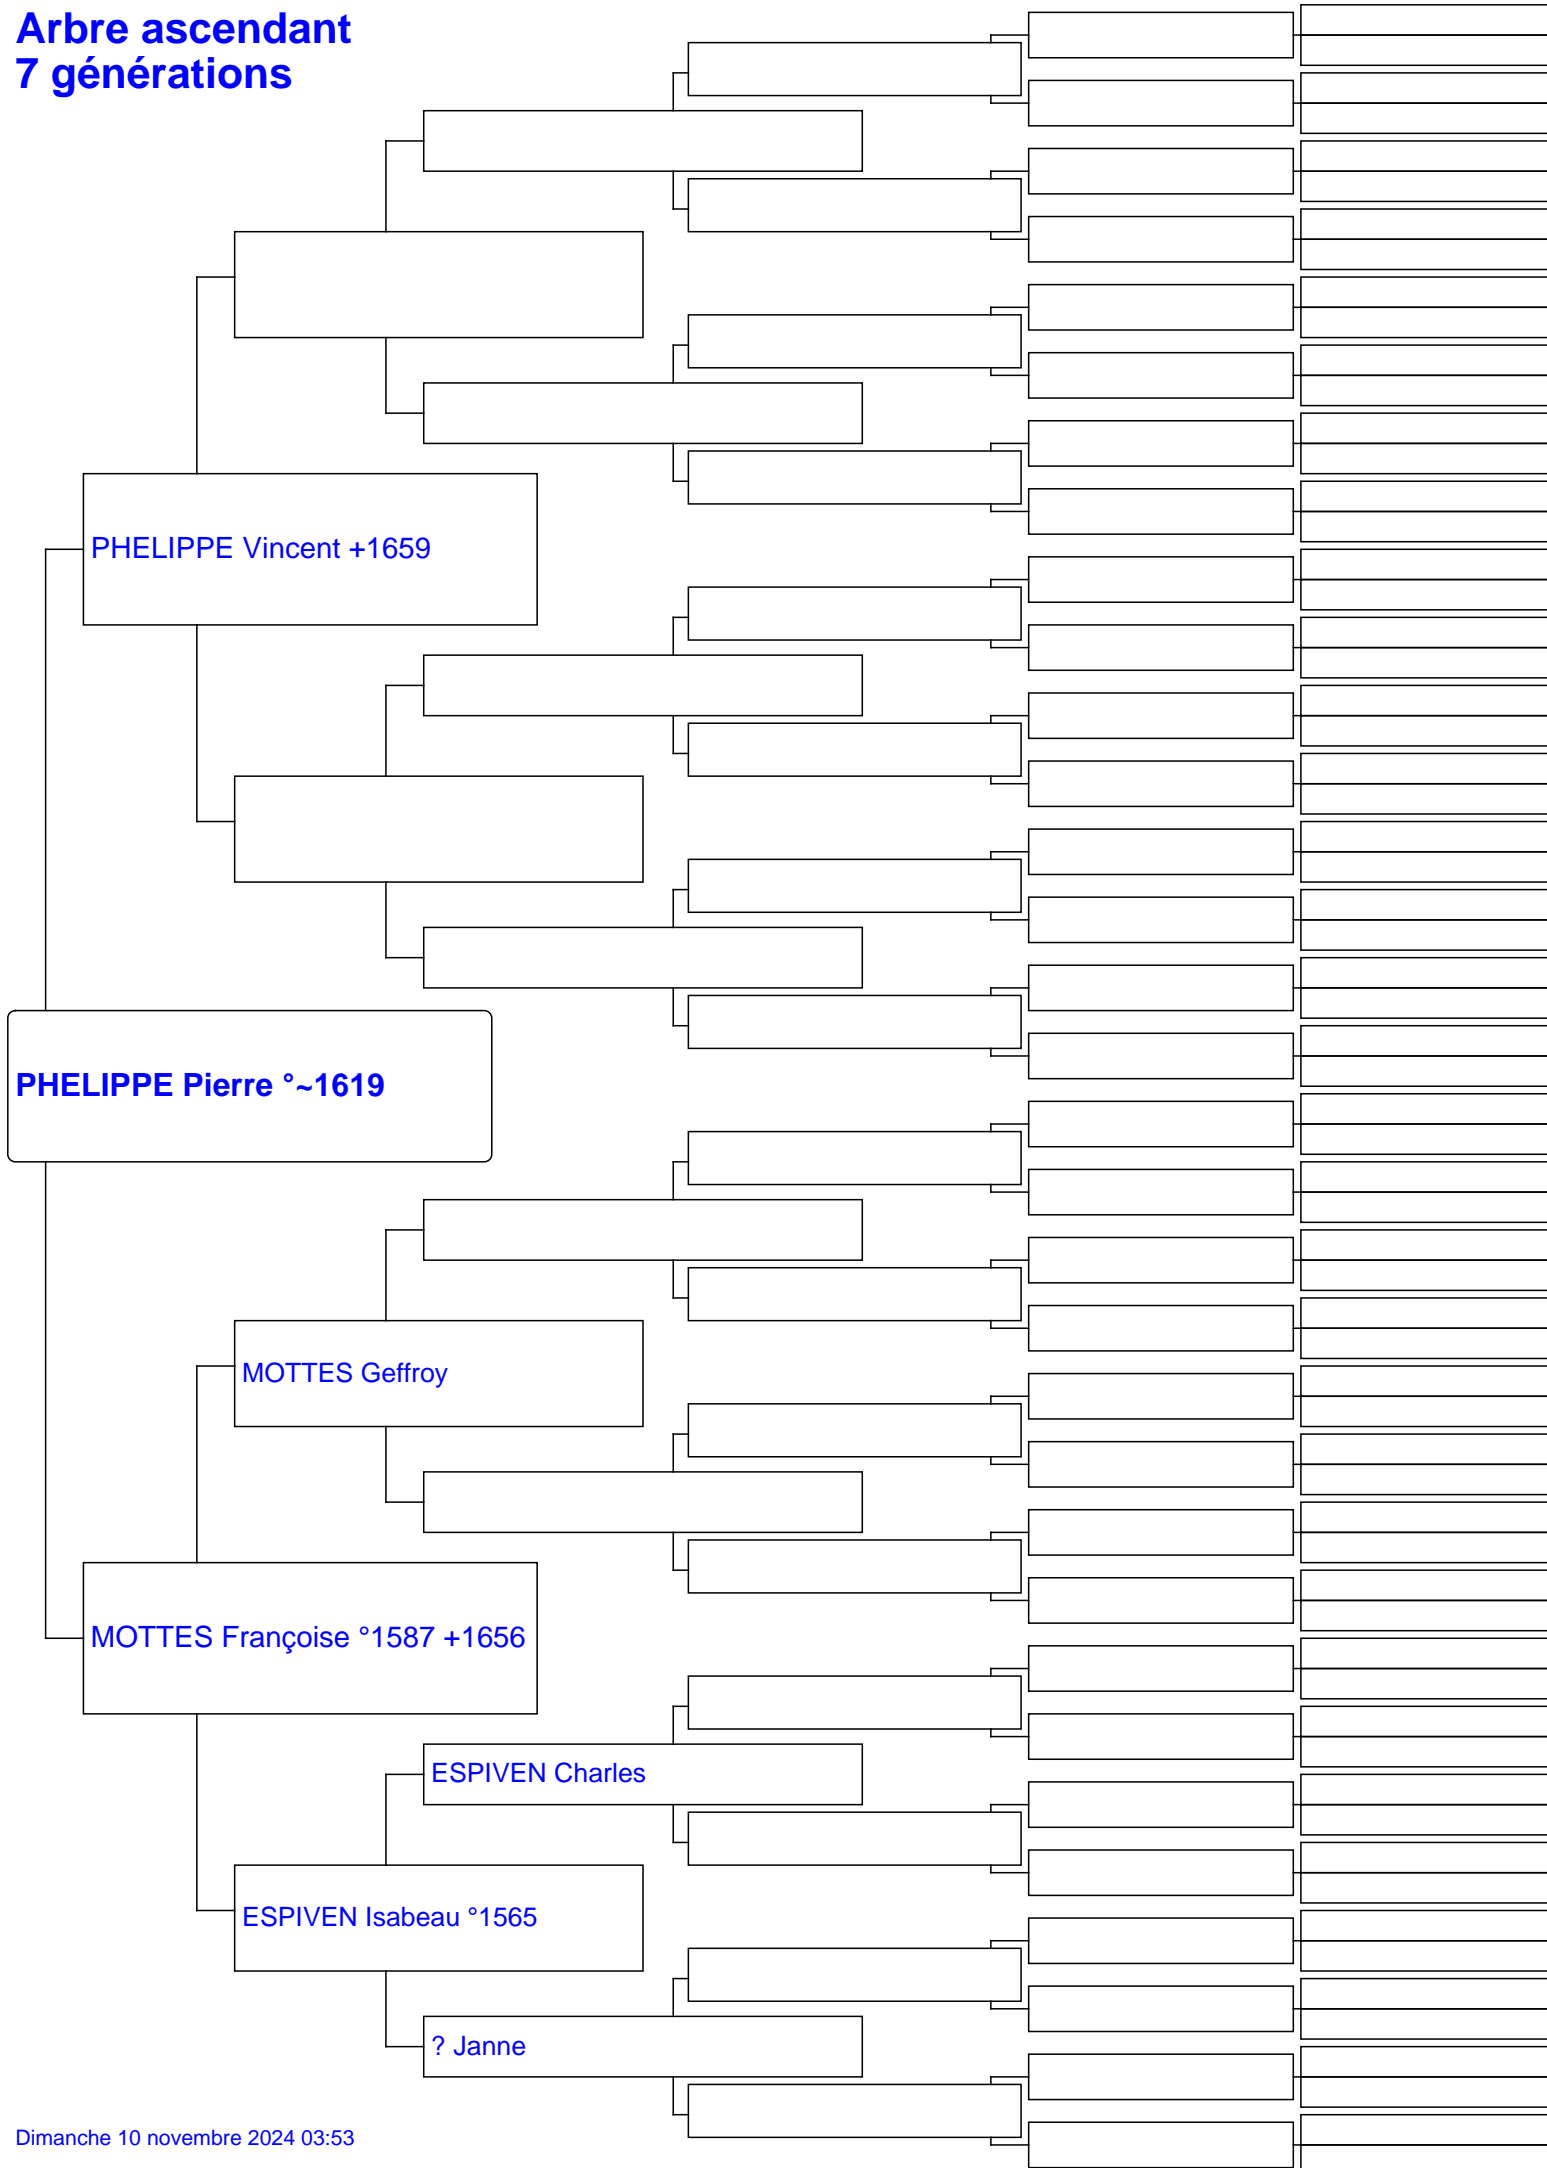 Arbre ascendant
7 générations
PHELIPPE Vincent +1659
PHELIPPE Pierre °~1619
MOTTES Geffroy
MOTTES Françoise °1587 +1656
ESPIVEN Charles
ESPIVEN Isabeau °1565
? Janne
Dimanche 10 novembre 2024 03:53